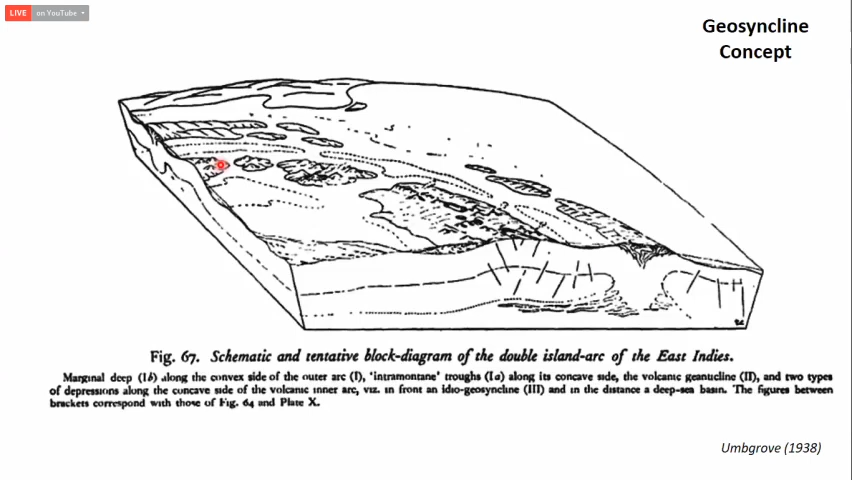 LIVE on YouTube
Geosyncline
Concept
Fig. 67. Schematic and tentative block-diagram of the double island-arc of the East Indies.
Marginal deep (1b) along the convex side of the outer arc (I), 'intramontane' troughs (1a) along its concave side, the volcanic geanticline (II), and two types
of depressions along the concave side of the volcanic inner arc, viz. in front an idio-geosyncline (III) and in the distance a deep-sea basin. The figures between
brackets correspond with those of Fig. 64 and Plate X.
Umbgrove (1938)